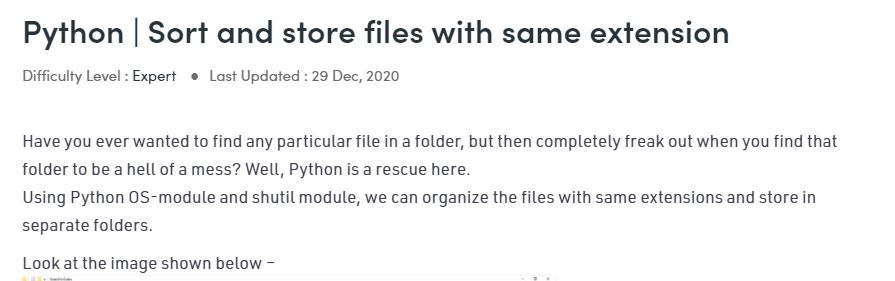 Python | Sort and store files with same extension
Difficulty Level : Expert ● Last Updated : 29 Dec, 2020
Have you ever wanted to find any particular file in a folder, but then completely freak out when you find that
folder to be a hell of a mess? Well, Python is a rescue here.
Using Python OS-module and shutil module, we can organize the files with same extensions and store in
separate folders.
Look at the image shown below –